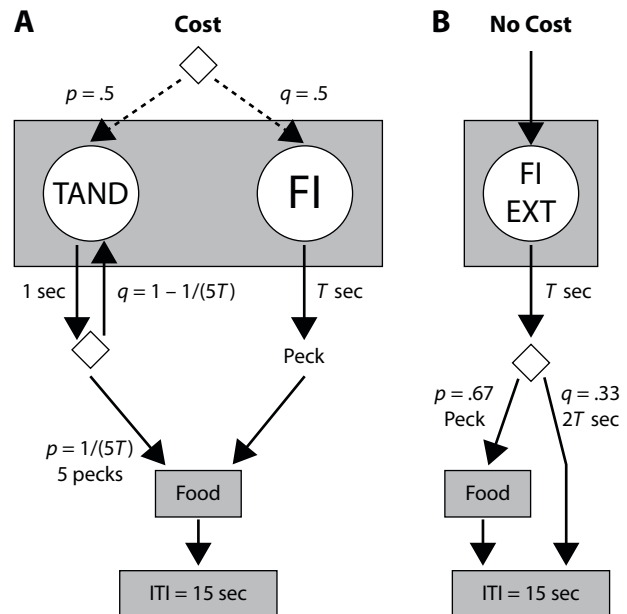 A Cost
p = .5
q = .5
TAND
FI
1 sec
q = 1 – 1/(5T)
T sec
Peck
p = 1/(5T)
5 pecks
Food
ITI = 15 sec
B No Cost
FI
EXT
T sec
p = .67
Peck
q = .33
2T sec
Food
ITI = 15 sec